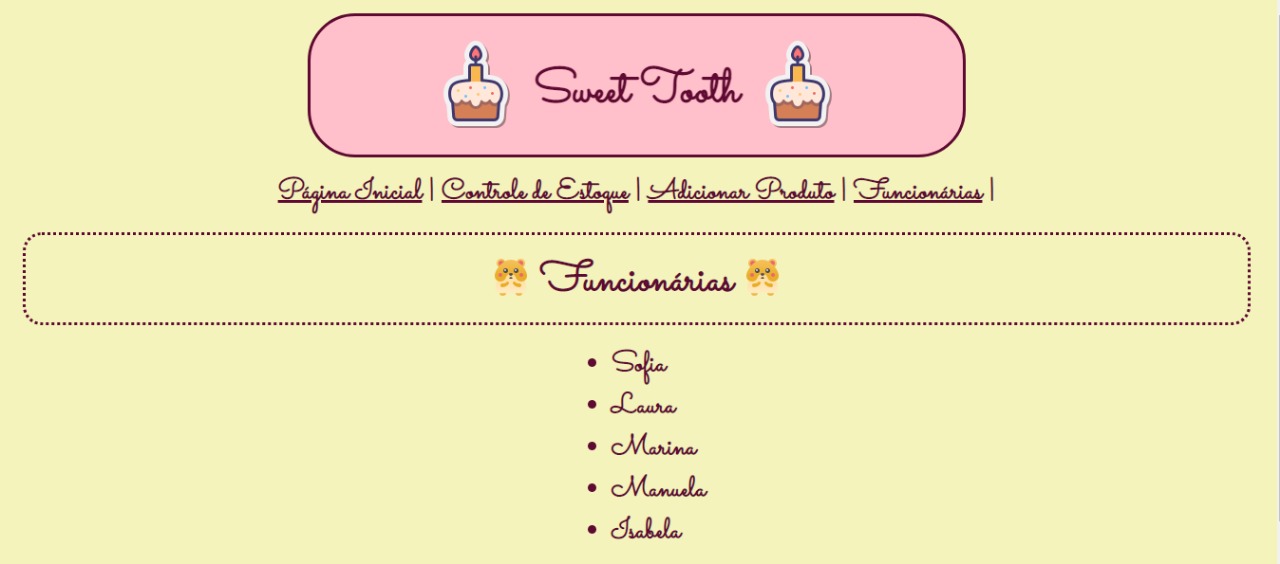 Sweet Tooth
Página Inicial | Controle de Estoque | Adicionar Produto | Funcionárias |
Funcionárias
Sofia
Laura
Marina
Manuela
Isabela